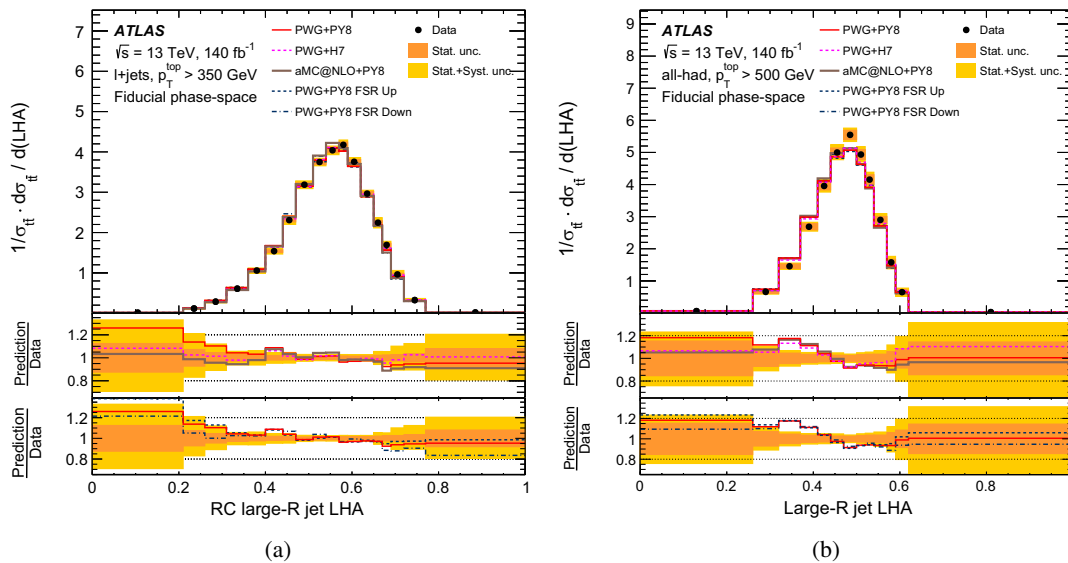 ATLAS
√s = 13 TeV, 140 fb⁻¹
l+jets, p_T^top > 350 GeV
Fiducial phase-space
PWG+PY8
PWG+H7
aMC@NLO+PY8
PWG+PY8 FSR Up
PWG+PY8 FSR Down
Data
Stat. unc.
Stat.+Syst. unc.
1/σ_tt̄ · dσ_tt̄ / d(LHA)
7
6
5
4
3
2
1
Prediction
Data
1.2
1
0.8
Prediction
Data
1.2
1
0.8
0 0.2 0.4 0.6 0.8 1
RC large-R jet LHA
(a)
ATLAS
√s = 13 TeV, 140 fb⁻¹
all-had, p_T^top > 500 GeV
Fiducial phase-space
PWG+PY8
PWG+H7
aMC@NLO+PY8
PWG+PY8 FSR Up
PWG+PY8 FSR Down
Data
Stat. unc.
Stat.+Syst. unc.
1/σ_tt̄ · dσ_tt̄ / d(LHA)
9
8
7
6
5
4
3
2
1
Prediction
Data
1.2
1
0.8
Prediction
Data
1.2
1
0.8
0 0.2 0.4 0.6 0.8
Large-R jet LHA
(b)